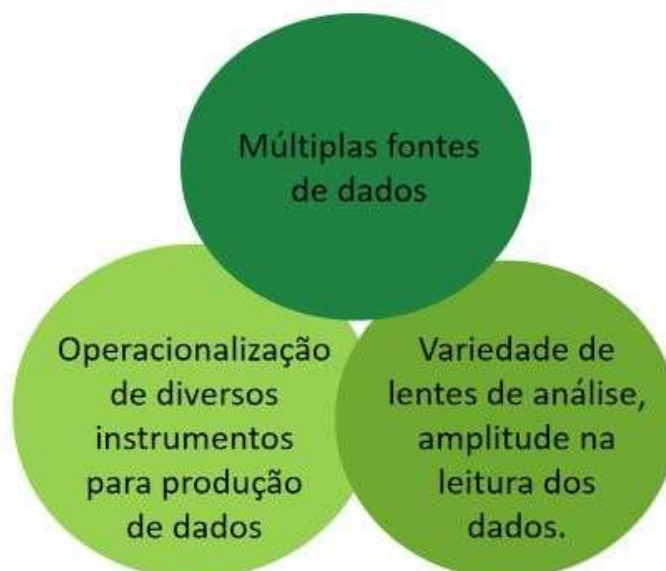 Múltiplas fontes
de dados
Operacionalização
de diversos
instrumentos
para produção
de dados
Variedade de
lentes de análise,
amplitude na
leitura dos
dados.